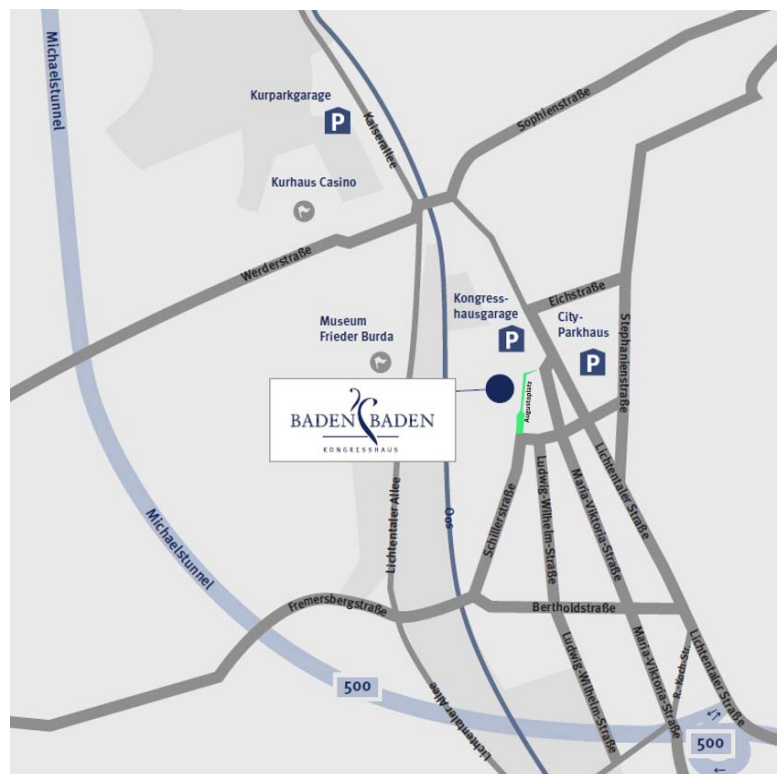 Michaelstunnel
Kurparkgarage
P
Kaiserallee
Sophienstraße
Kurhaus Casino
Werderstraße
Kongress-
hausgarage
P
Eichstraße
City-
Parkhaus
P
Stephanienstraße
Museum
Frieder Burda
Augustaplatz
BADEN BADEN
KONGRESSHAUS
Lichtentaler Allee
Oos
Schillerstraße
Ludwig-Wilhelm-Straße
Maria-Viktoria-Straße
Lichtentaler Straße
Michaelstunnel
Fremersbergstraße
Bertholdstraße
Ludwig-Wilhelm-Straße
Maria-Viktoria-Straße
R.-Koch-Str.
Lichtentaler Straße
500
Lichtentaler Allee
500